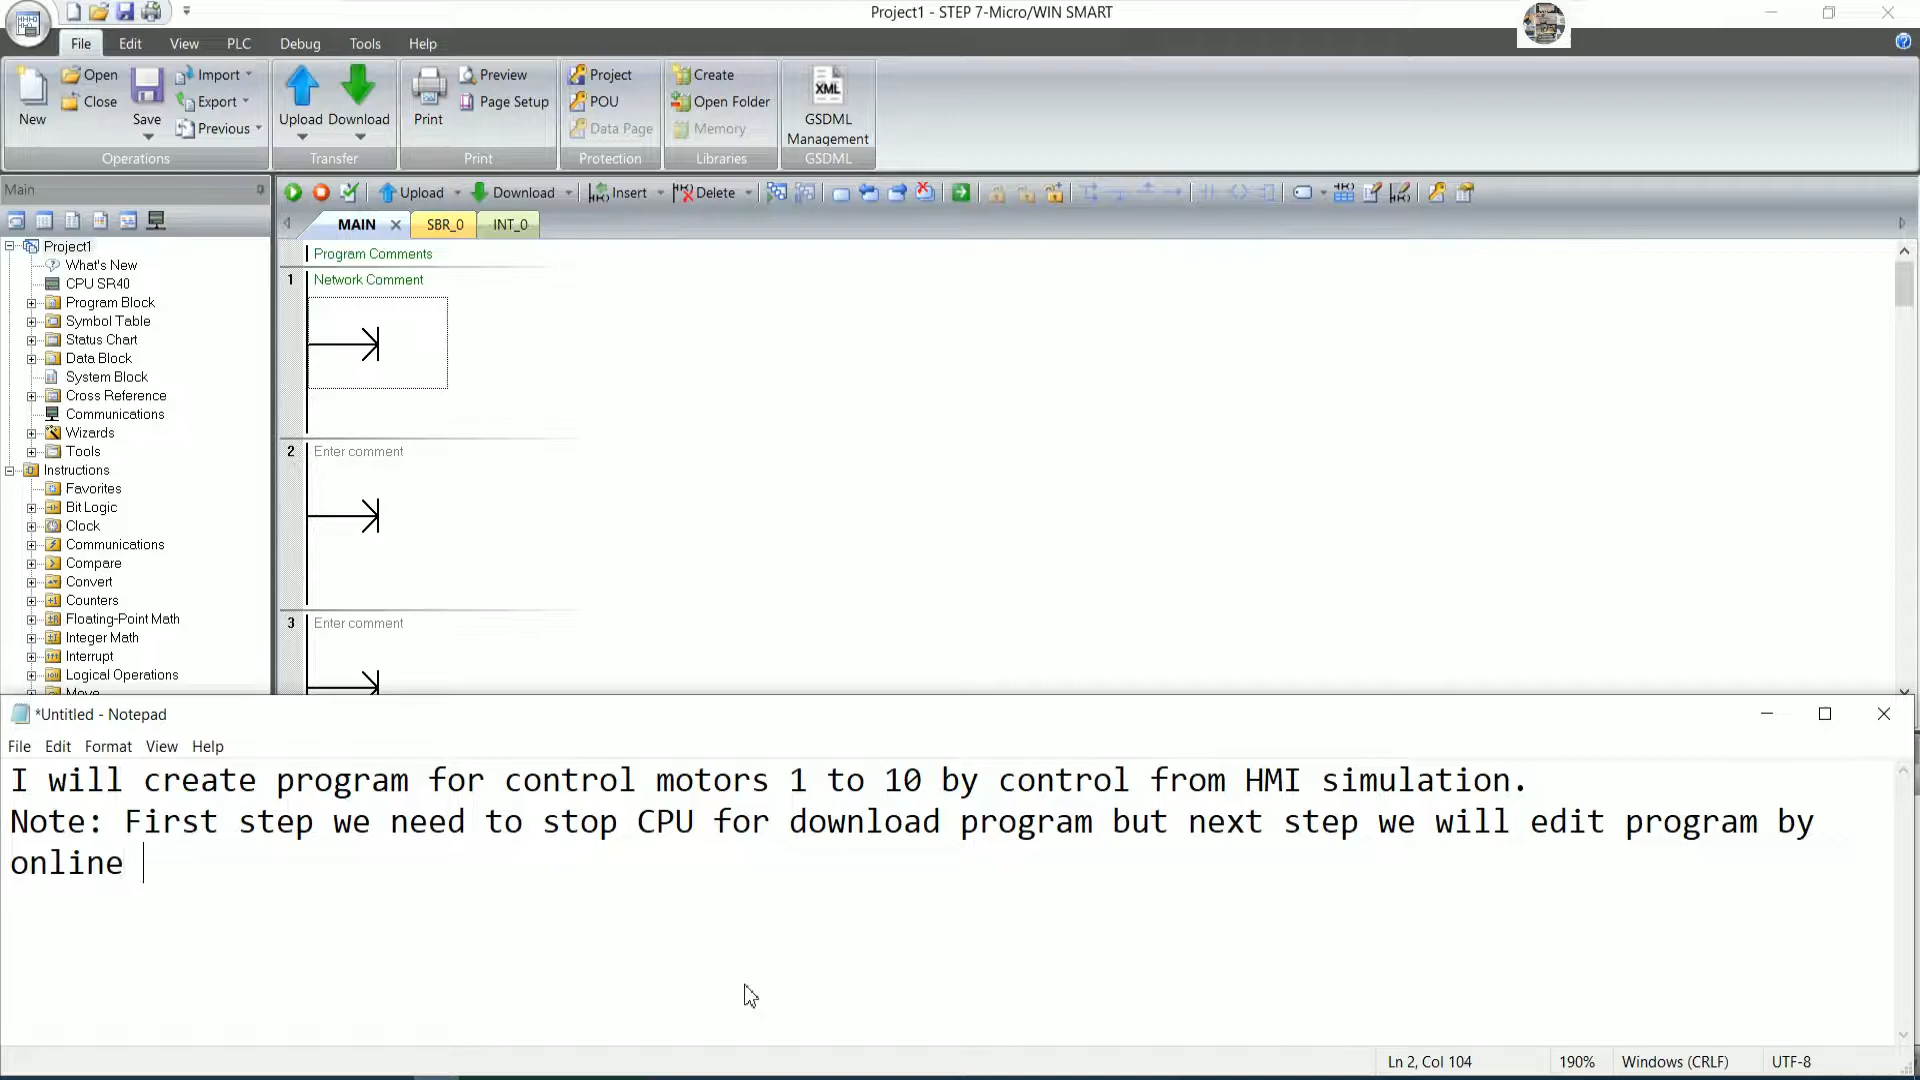 Project1 - STEP 7-Micro/WIN SMART
File Edit View PLC Debug Tools Help
New
Open
Close
Save
Import
Export
Previous
Operations
Upload
Download
Transfer
Print
Preview
Page Setup
Print
Project
POU
Data Page
Protection
Create
Open Folder
Memory
Libraries
XML
GSDML
Management
GSDML
Main
Upload Download Insert Delete
MAIN SBR_0 INT_0
Project1
What's New
CPU SR40
Program Block
Symbol Table
Status Chart
Data Block
System Block
Cross Reference
Communications
Wizards
Tools
Instructions
Favorites
Bit Logic
Clock
Communications
Compare
Convert
Counters
Floating-Point Math
Integer Math
Interrupt
Logical Operations
Move
Program Comments
1 Network Comment
2 Enter comment
3 Enter comment
*Untitled - Notepad
File Edit Format View Help
I will create program for control motors 1 to 10 by control from HMI simulation.
Note: First step we need to stop CPU for download program but next step we will edit program by
online
Ln 2, Col 104 190% Windows (CRLF) UTF-8